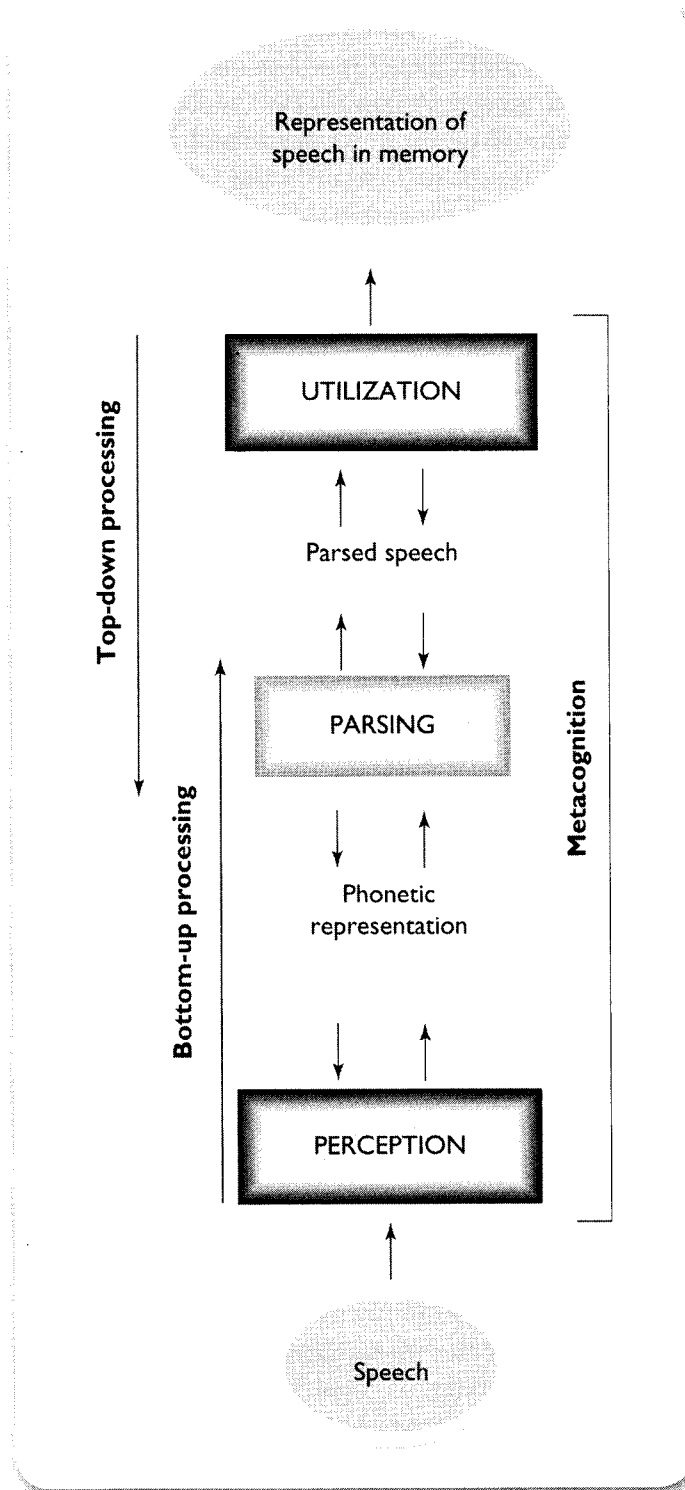 Representation of
speech in memory
UTILIZATION
Parsed speech
Top-down processing
PARSING
Metacognition
Bottom-up processing
Phonetic
representation
PERCEPTION
Speech